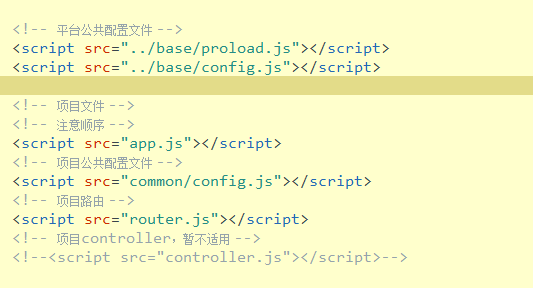 <!-- 平台公共配置文件 -->
<script src="../base/proload.js"></script>
<script src="../base/config.js"></script>
<!-- 项目文件 -->
<!-- 注意顺序 -->
<script src="app.js"></script>
<!-- 项目公共配置文件 -->
<script src="common/config.js"></script>
<!-- 项目路由 -->
<script src="router.js"></script>
<!-- 项目controller，暂不适用 -->
<!--<script src="controller.js"></script>-->